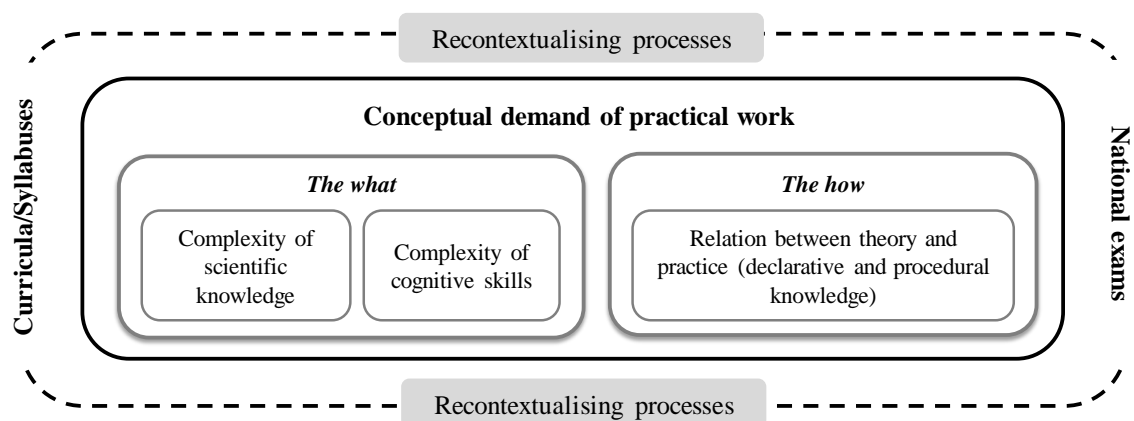 Recontextualising processes
Curricula/Syllabuses
Conceptual demand of practical work
The what
Complexity of
scientific
knowledge
Complexity of
cognitive skills
The how
Relation between theory and
practice (declarative and procedural
knowledge)
National exams
Recontextualising processes